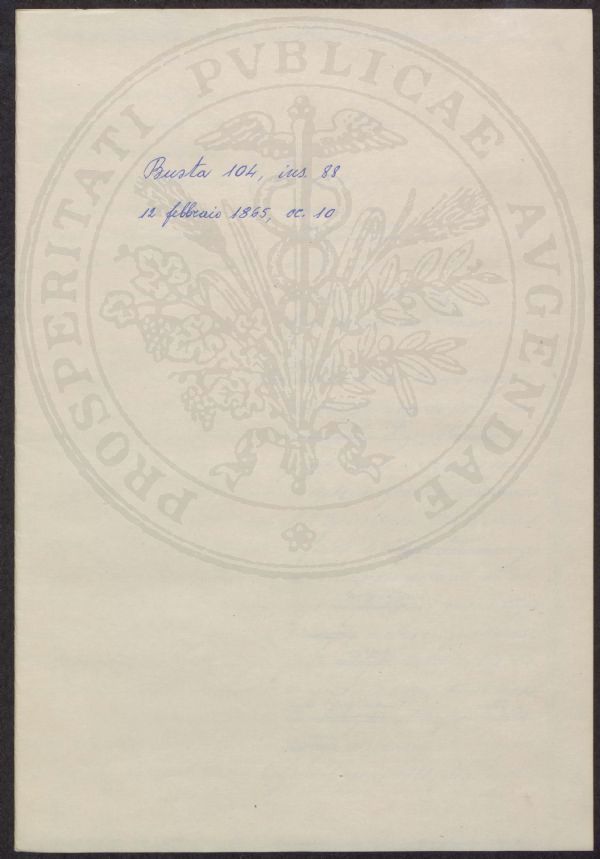 Busta 104, ins. 88
12 febbraio 1865, cc. 10
PROSPERITATI PVBLICAE AVGENDAE